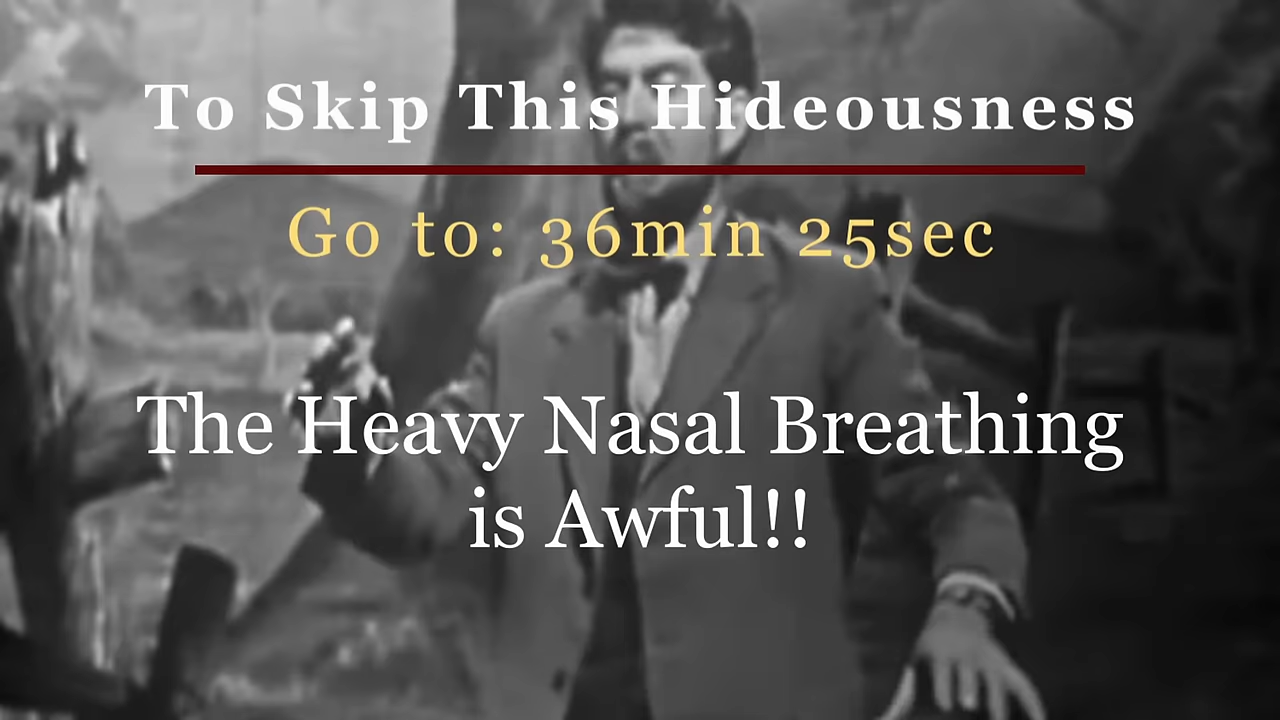 To Skip This Hideousness
Go to: 36min 25sec
The Heavy Nasal Breathing
is Awful!!